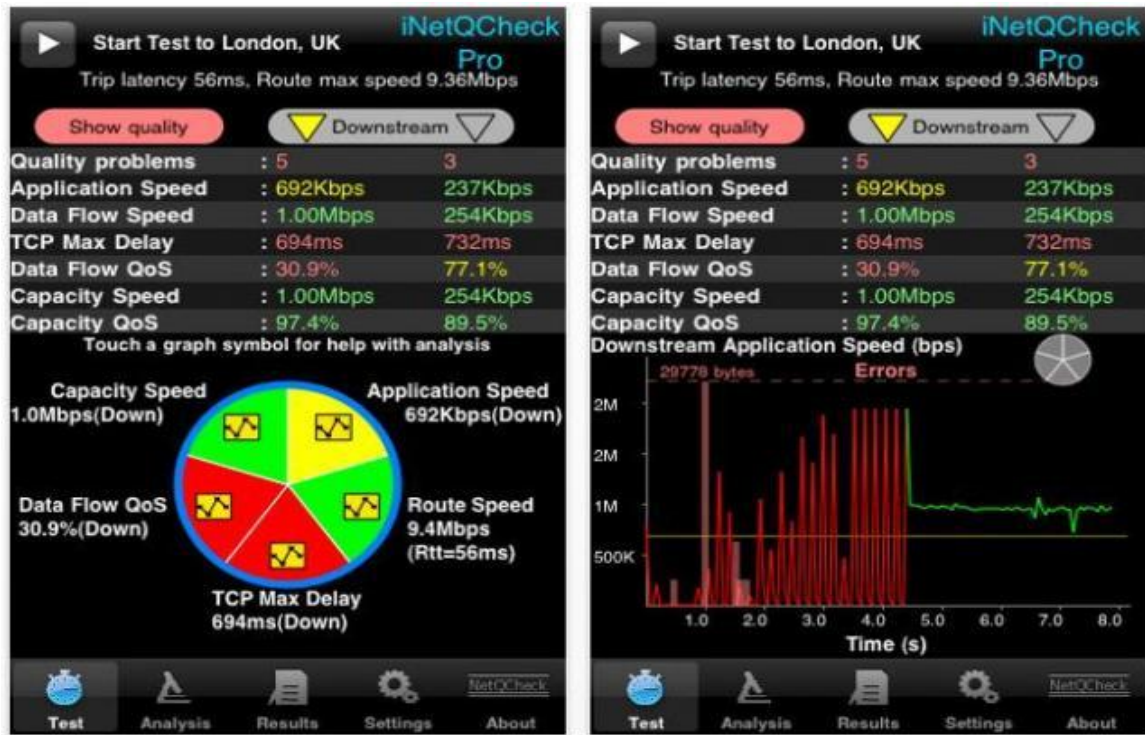 Start Test to London, UK
iNetQCheck
Pro
Trip latency 56ms, Route max speed 9.36Mbps
Show quality
Downstream
Quality problems : 5 3
Application Speed : 692Kbps 237Kbps
Data Flow Speed : 1.00Mbps 254Kbps
TCP Max Delay : 694ms 732ms
Data Flow QoS : 30.9% 77.1%
Capacity Speed : 1.00Mbps 254Kbps
Capacity QoS : 97.4% 89.5%
Touch a graph symbol for help with analysis
Capacity Speed
1.0Mbps(Down)
Application Speed
692Kbps(Down)
Data Flow QoS
30.9%(Down)
Route Speed
9.4Mbps
(Rtt=56ms)
TCP Max Delay
694ms(Down)
Test
Analysis
Results
Settings
NetQCheck
About
Start Test to London, UK
iNetQCheck
Pro
Trip latency 56ms, Route max speed 9.36Mbps
Show quality
Downstream
Quality problems : 5 3
Application Speed : 692Kbps 237Kbps
Data Flow Speed : 1.00Mbps 254Kbps
TCP Max Delay : 694ms 732ms
Data Flow QoS : 30.9% 77.1%
Capacity Speed : 1.00Mbps 254Kbps
Capacity QoS : 97.4% 89.5%
Downstream Application Speed (bps)
29778 bytes
Errors
2M
2M
1M
500K
1.0 2.0 3.0 4.0 5.0 6.0 7.0 8.0
Time (s)
Test
Analysis
Results
Settings
NetQCheck
About